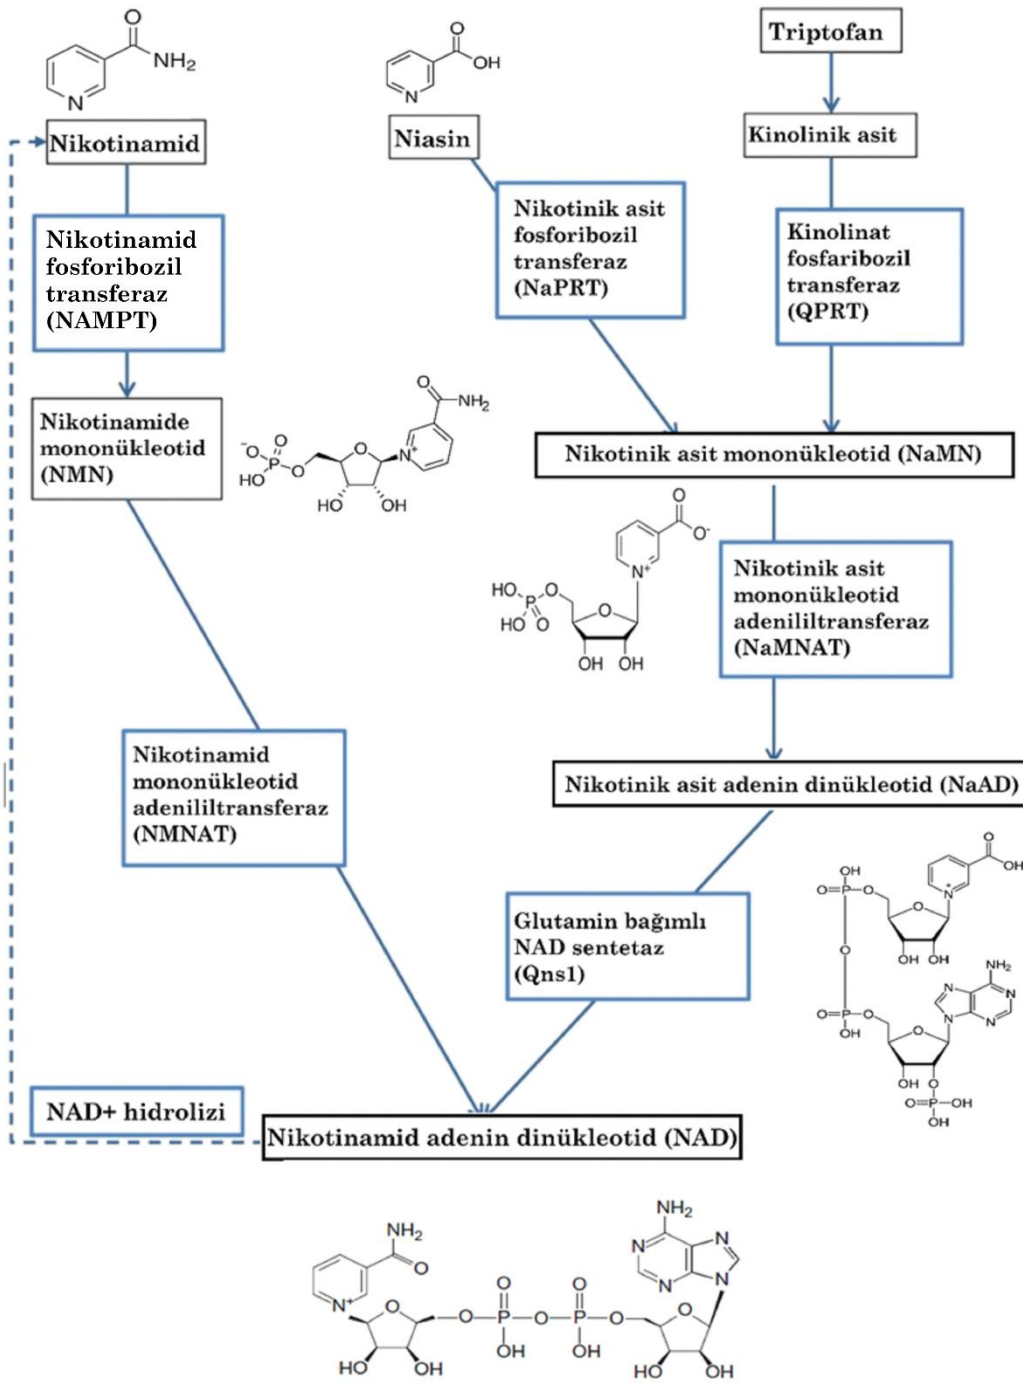 Triptofan
Nikotinamid
Niasin
Kinolinik asit
Nikotinamid
fosforibozil
transferaz
(NAMPT)
Nikotinik asit
fosforibozil
transferaz
(NaPRT)
Kinolinat
fosfaribozil
transferaz
(QPRT)
Nikotinamide
mononükleotid
(NMN)
Nikotinik asit mononükleotid (NaMN)
Nikotinik asit
mononükleotid
adenililtransferaz
(NaMNAT)
Nikotinamid
mononükleotid
adenililtransferaz
(NMNAT)
Nikotinik asit adenin dinükleotid (NaAD)
Glutamin bağımlı
NAD sentetaz
(Qns1)
NAD+ hidrolizi
Nikotinamid adenin dinükleotid (NAD)